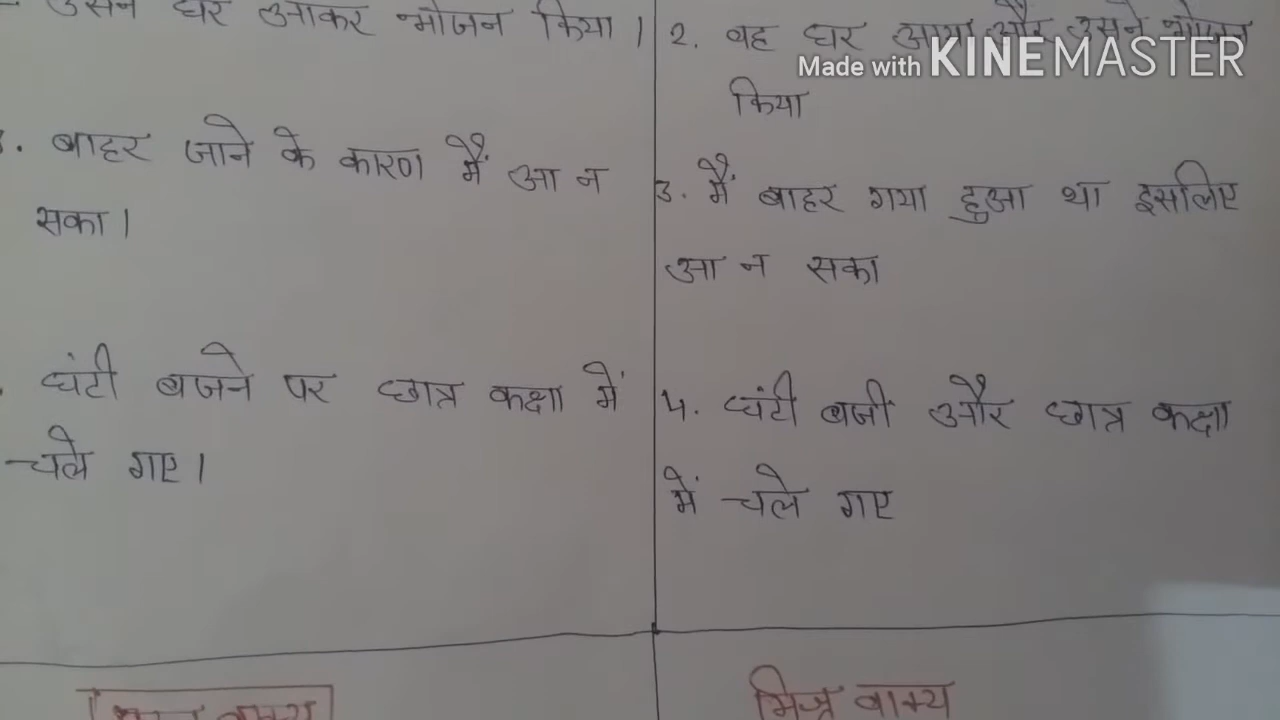 उसने घर आकर भोजन किया।
बाहर जाने के कारण मैं आ न
सका।
घंटी बजने पर छात्र कक्षा में
चले गए।
2. वह घर आया और उसने भोजन
Made with KINEMASTER
किया
3. मैं बाहर गया हुआ था इसलिए
आ न सका
4. घंटी बजी और छात्र कक्षा
में चले गए
वाक्य
मिश्र वाक्य